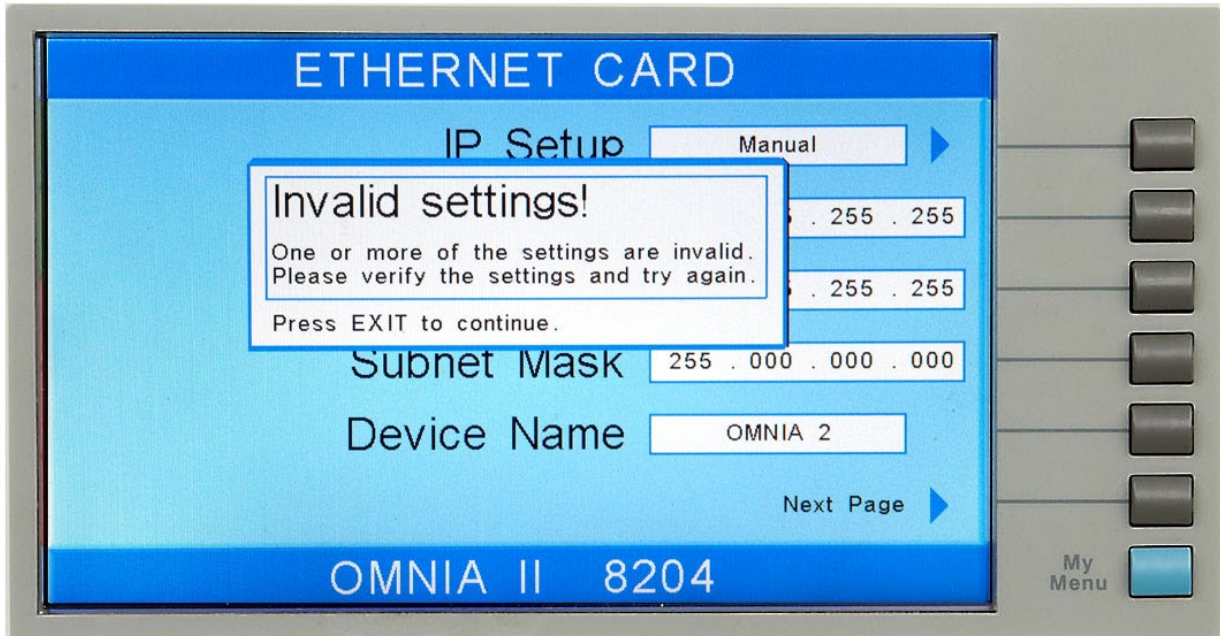 ETHERNET CARD
IP Setup Manual
Invalid settings!
. 255 . 255
One or more of the settings are invalid.
Please verify the settings and try again.
. 255 . 255
Press EXIT to continue.
Subnet Mask 255 . 000 . 000 . 000
Device Name OMNIA 2
Next Page
OMNIA II 8204
My
Menu